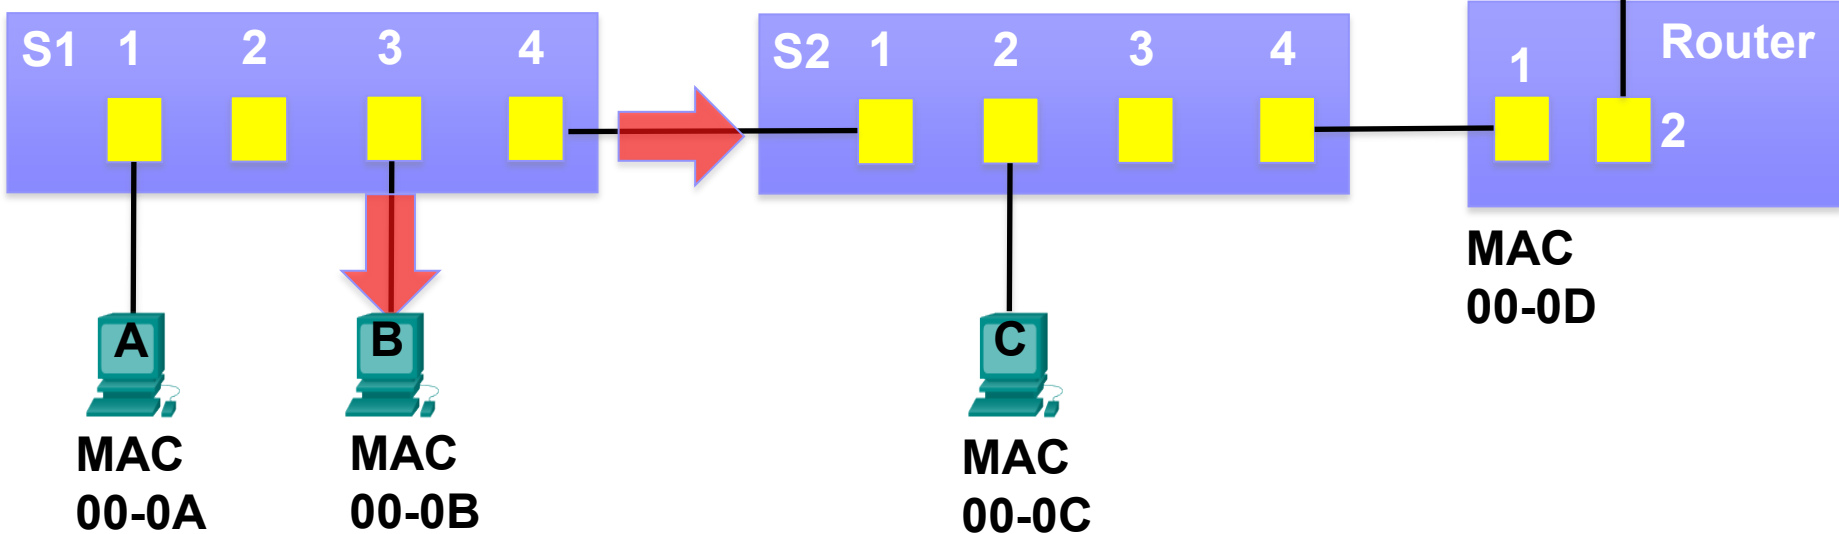 S1 1 2 3 4
S2 1 2 3 4
Router
1
2
A
B
C
MAC
00-0A
MAC
00-0B
MAC
00-0C
MAC
00-0D